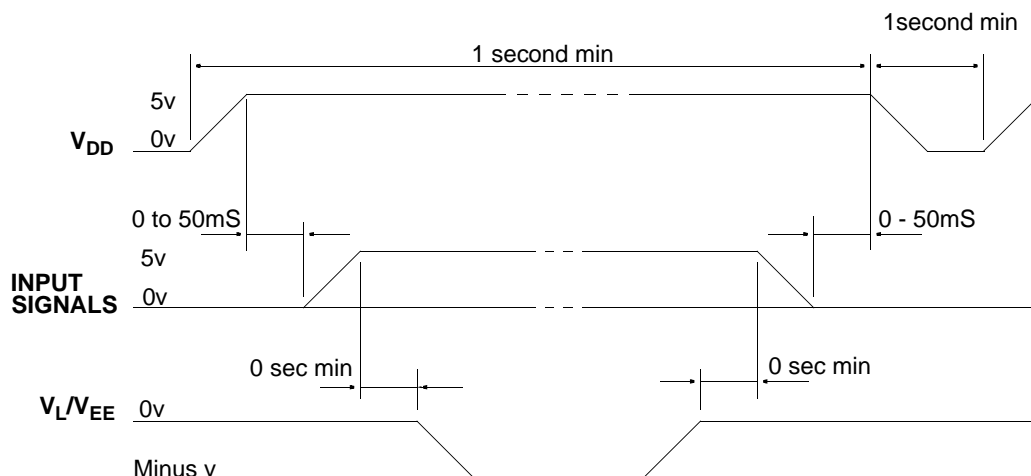 1second min
1 second min
5v
0v
VDD
0 to 50mS
0 - 50mS
5v
INPUT
SIGNALS
0v
0 sec min
0 sec min
VL/VEE
0v
Minus v